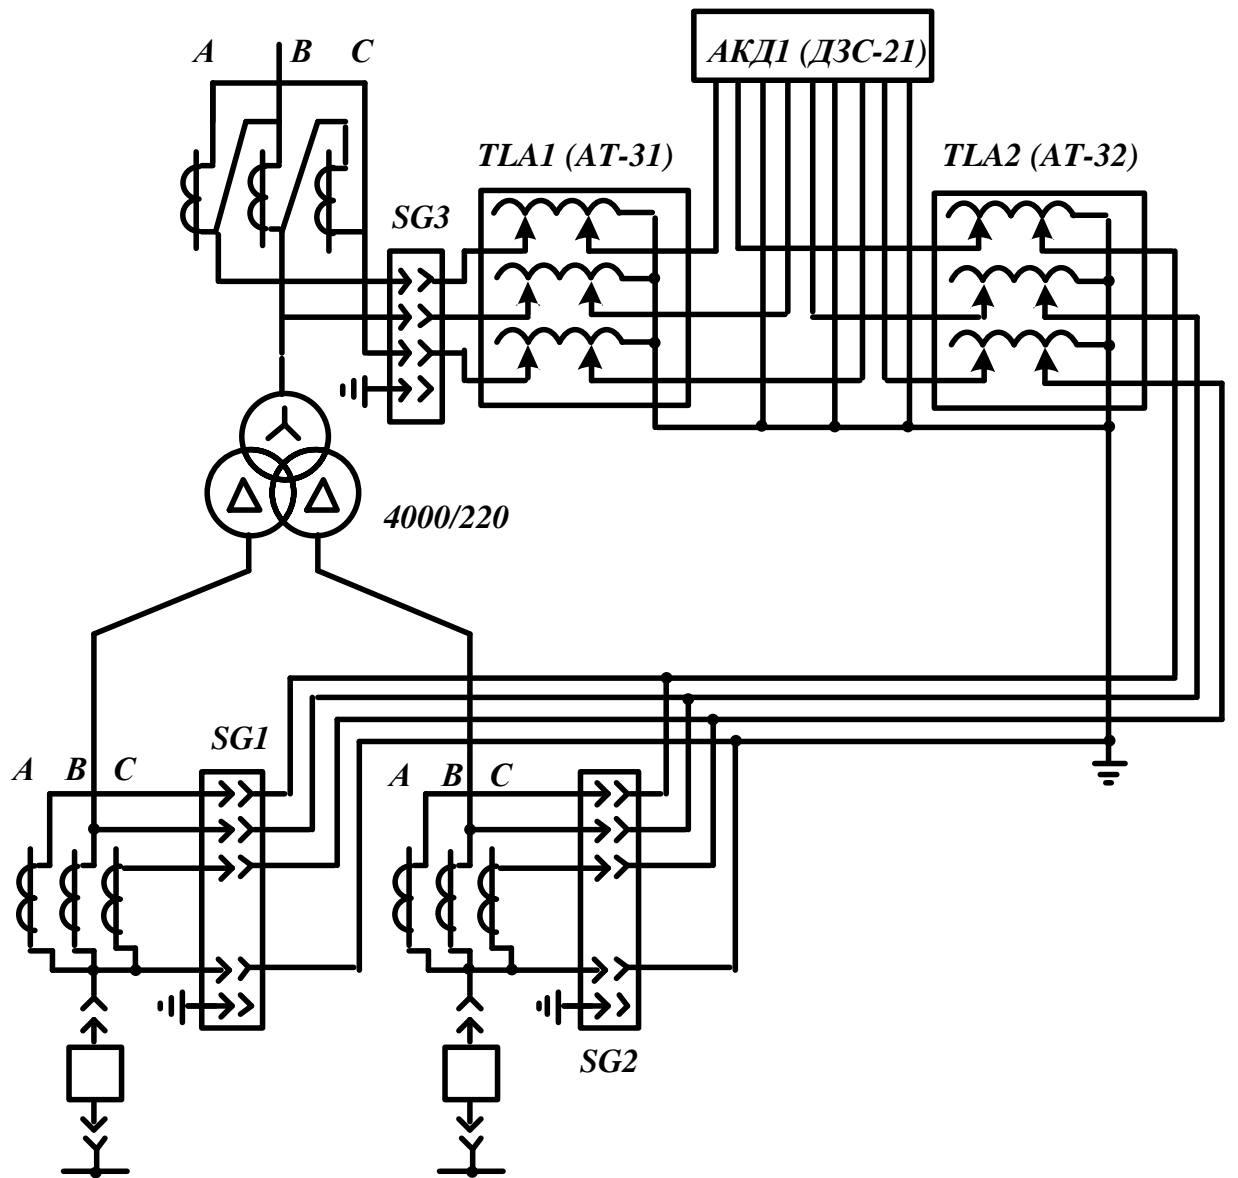 A B C
АКД1 (ДЗС-21)
TLA1 (AT-31)
TLA2 (AT-32)
SG3
4000/220
SG1
A B C
A B C
SG2